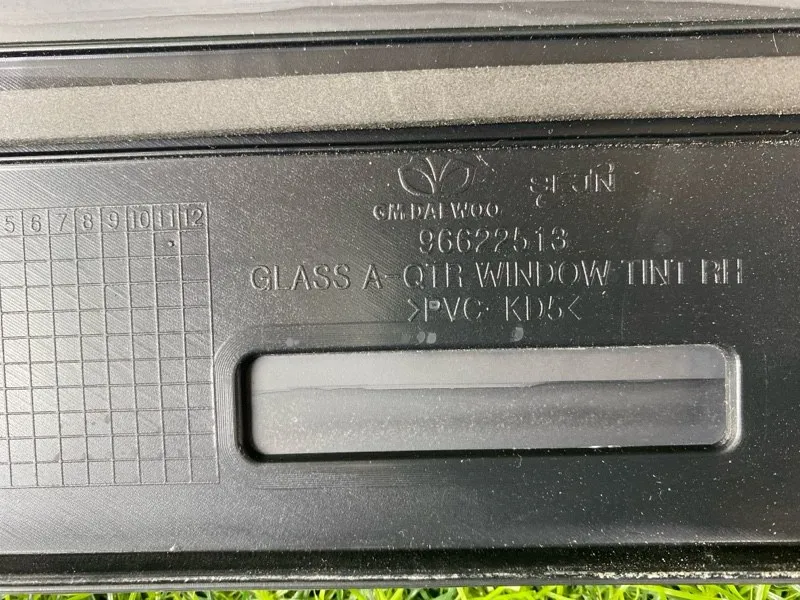 GM DAEWOO
96622513
GLASS A-QTR WINDOW TINT RH
>PVC KD5<
5 6 7 8 9 10 11 12